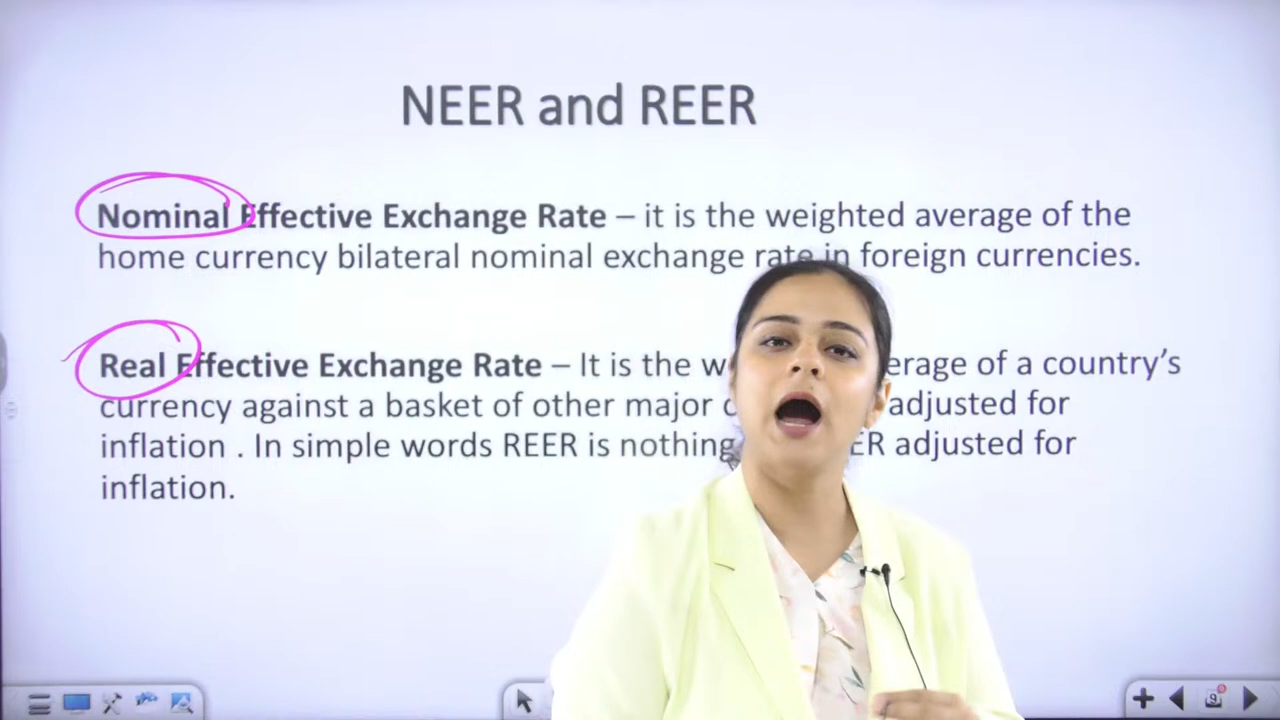 NEER and REER
Nominal Effective Exchange Rate – it is the weighted average of the
home currency bilateral nominal exchange rate in foreign currencies.
Real Effective Exchange Rate – It is the erage of a country's
currency against a basket of other major adjusted for
inflation . In simple words REER is nothing ER adjusted for
inflation.
9